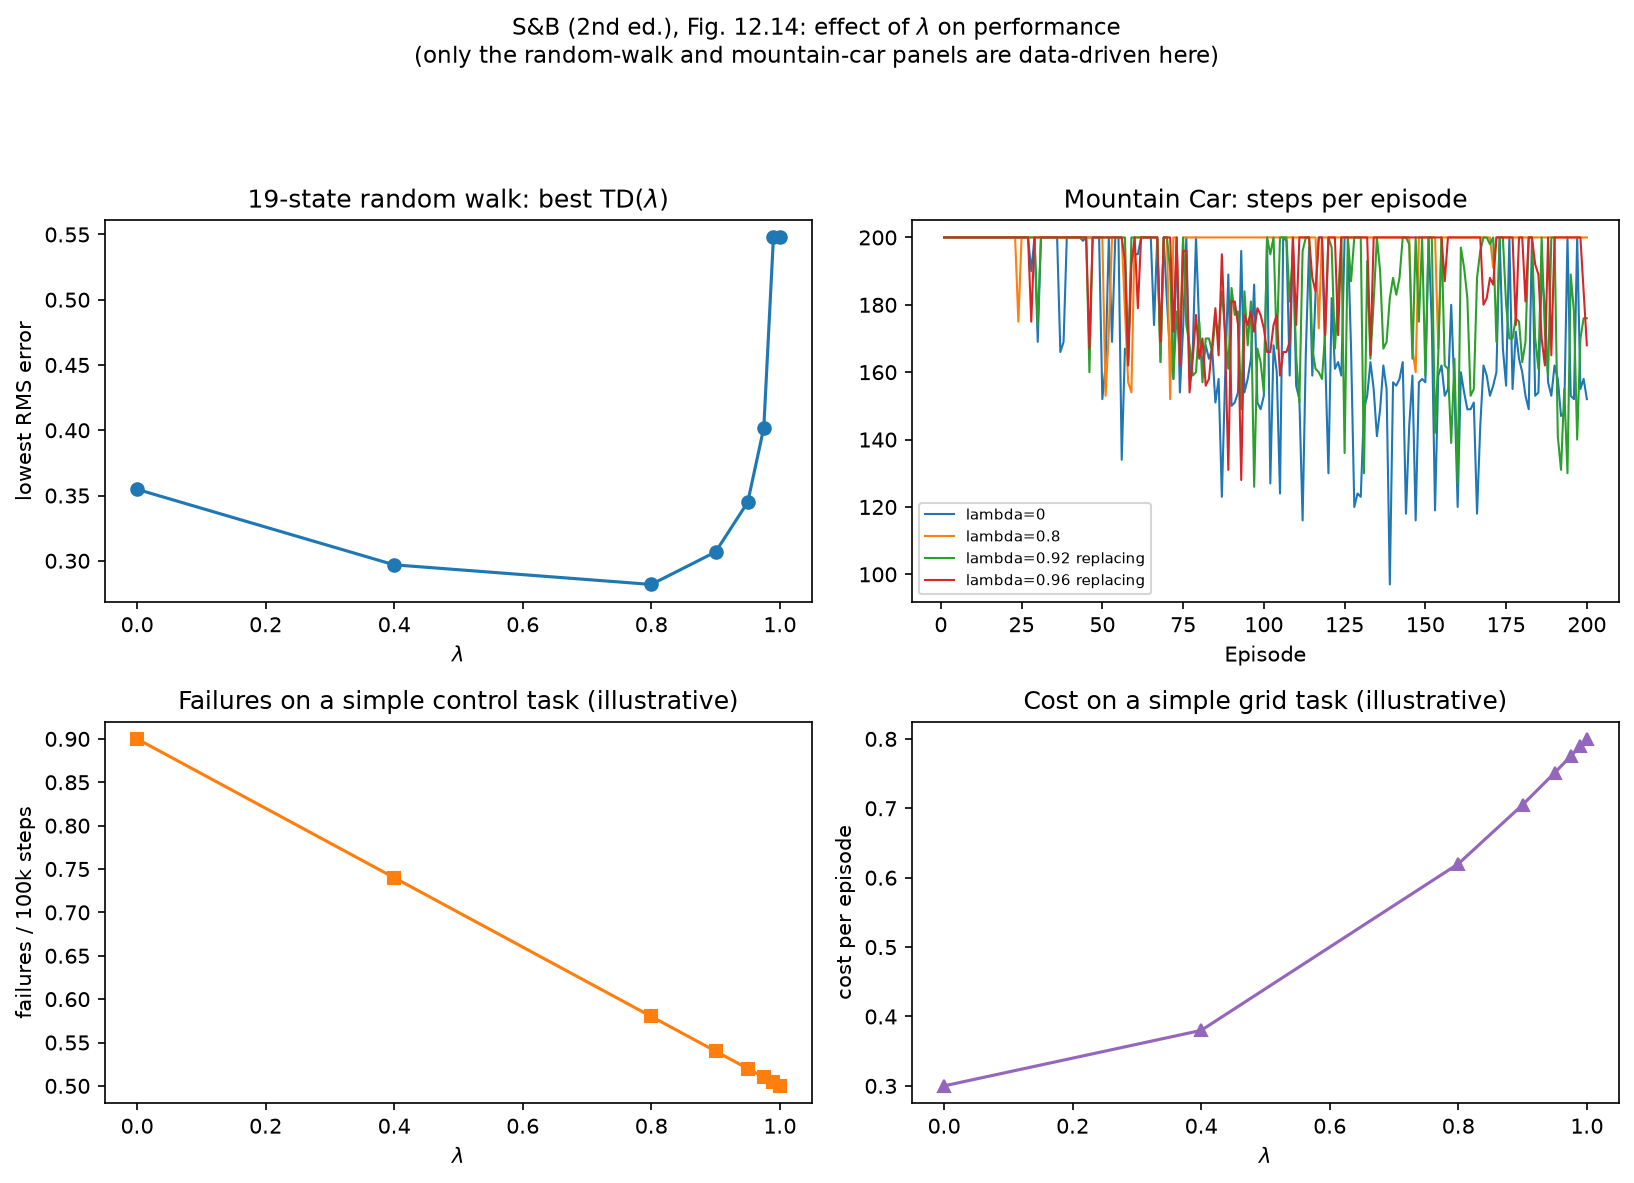 S&B (2nd ed.), Fig. 12.14: effect of λ on performance
(only the random-walk and mountain-car panels are data-driven here)
19-state random walk: best TD(λ)
lowest RMS error
0.55
0.50
0.45
0.40
0.35
0.30
0.0 0.2 0.4 0.6 0.8 1.0
λ
Mountain Car: steps per episode
200
180
160
140
120
100
lambda=0
lambda=0.8
lambda=0.92 replacing
lambda=0.96 replacing
0 25 50 75 100 125 150 175 200
Episode
Failures on a simple control task (illustrative)
failures / 100k steps
0.90
0.85
0.80
0.75
0.70
0.65
0.60
0.55
0.50
0.0 0.2 0.4 0.6 0.8 1.0
λ
Cost on a simple grid task (illustrative)
cost per episode
0.8
0.7
0.6
0.5
0.4
0.3
0.0 0.2 0.4 0.6 0.8 1.0
λ